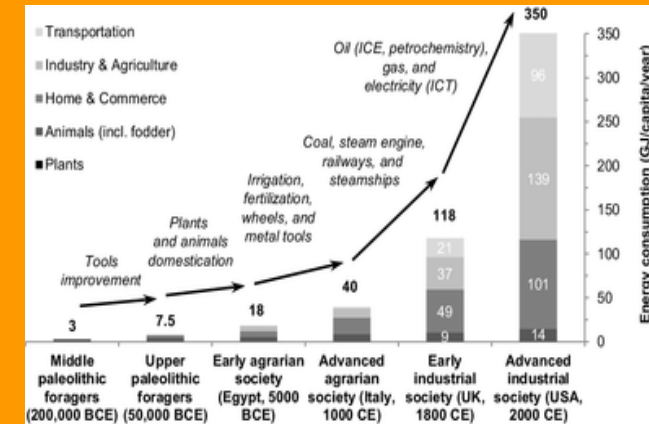 Transportation
Industry & Agriculture
Home & Commerce
Animals (incl. fodder)
Plants
Tools
improvement
Plants
and animals
domestication
Irrigation,
fertilization,
wheels, and
metal tools
Coal, steam engine,
railways, and
steamships
Oil (ICE, petrochemistry),
gas, and
electricity (ICT)
3
7.5
18
40
118
350
21
37
49
9
96
139
101
14
350
300
250
200
150
100
50
0
Energy consumption (GJ/capita/year)
Middle
paleolithic
foragers
(200,000 BCE)
Upper
paleolithic
foragers
(50,000 BCE)
Early agrarian
society
(Egypt, 5000
BCE)
Advanced
agrarian
society (Italy,
1000 CE)
Early
industrial
society (UK,
1800 CE)
Advanced
industrial
society (USA,
2000 CE)